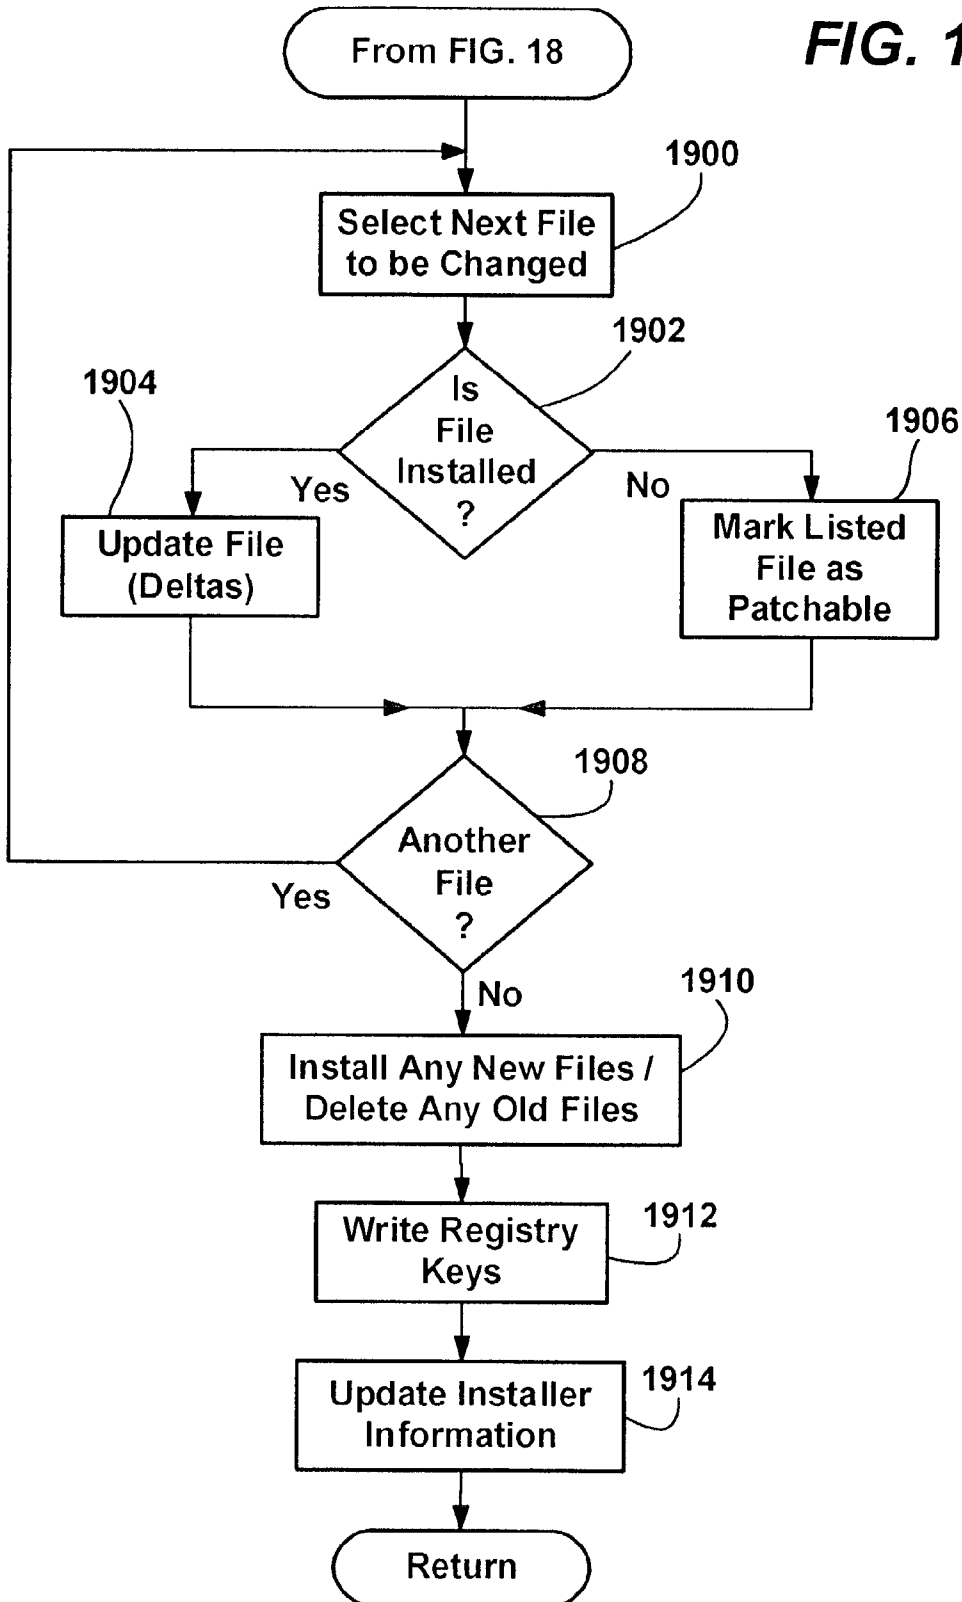 From FIG. 18
FIG. 1
1900
Select Next File
to be Changed
1902
Is
File
Installed
?
1904
Yes
No
1906
Update File
(Deltas)
Mark Listed
File as
Patchable
1908
Another
File
?
Yes
No
1910
Install Any New Files /
Delete Any Old Files
1912
Write Registry
Keys
1914
Update Installer
Information
Return